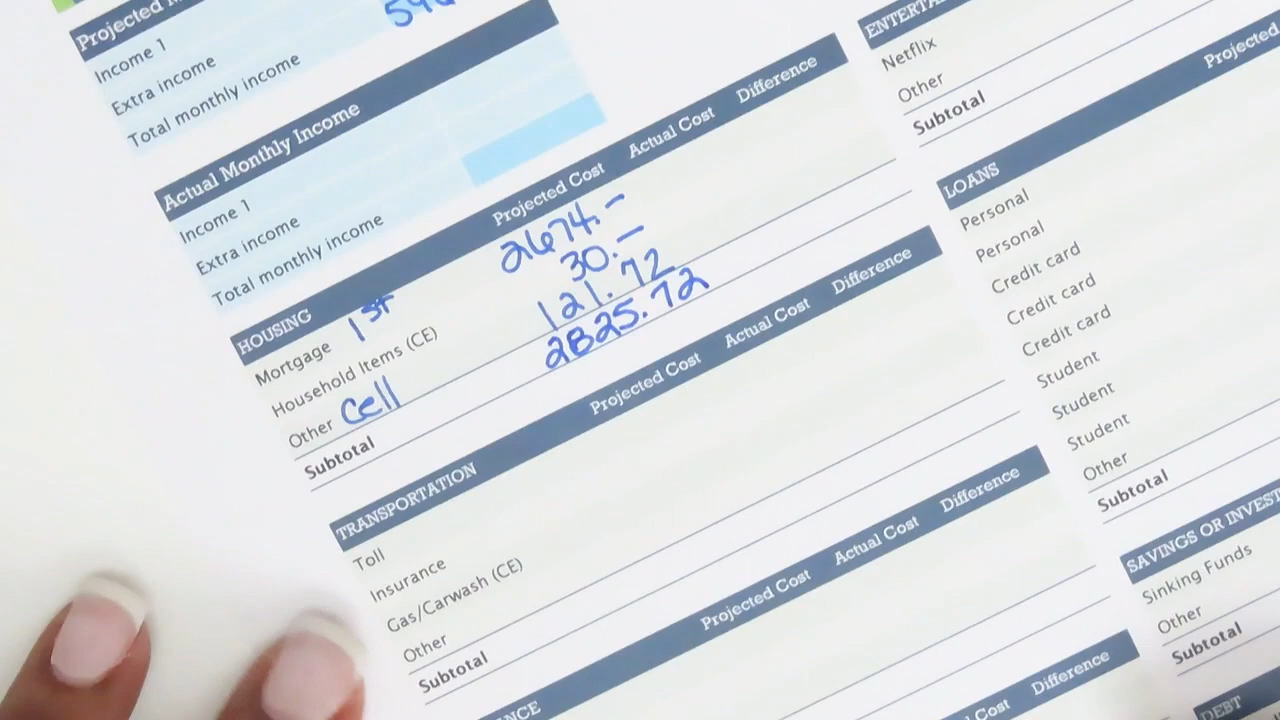 Projected
Income 1
Extra income
Total monthly income
Actual Monthly Income
Income 1
Extra income
Total monthly income
HOUSING Projected Cost Actual Cost Difference
Mortgage 1st 2674.-
Household Items (CE) 30.-
Other Cell 121.72
Subtotal 2825.72
TRANSPORTATION Projected Cost Actual Cost Difference
Toll
Insurance
Gas/Carwash (CE)
Other
Subtotal
Projected Cost Actual Cost Difference
Difference
Netflix
Other
Subtotal
LOANS Projected
Personal
Personal
Credit card
Credit card
Credit card
Student
Student
Student
Other
Subtotal
SAVINGS OR
Sinking Funds
Other
Subtotal
DEBT